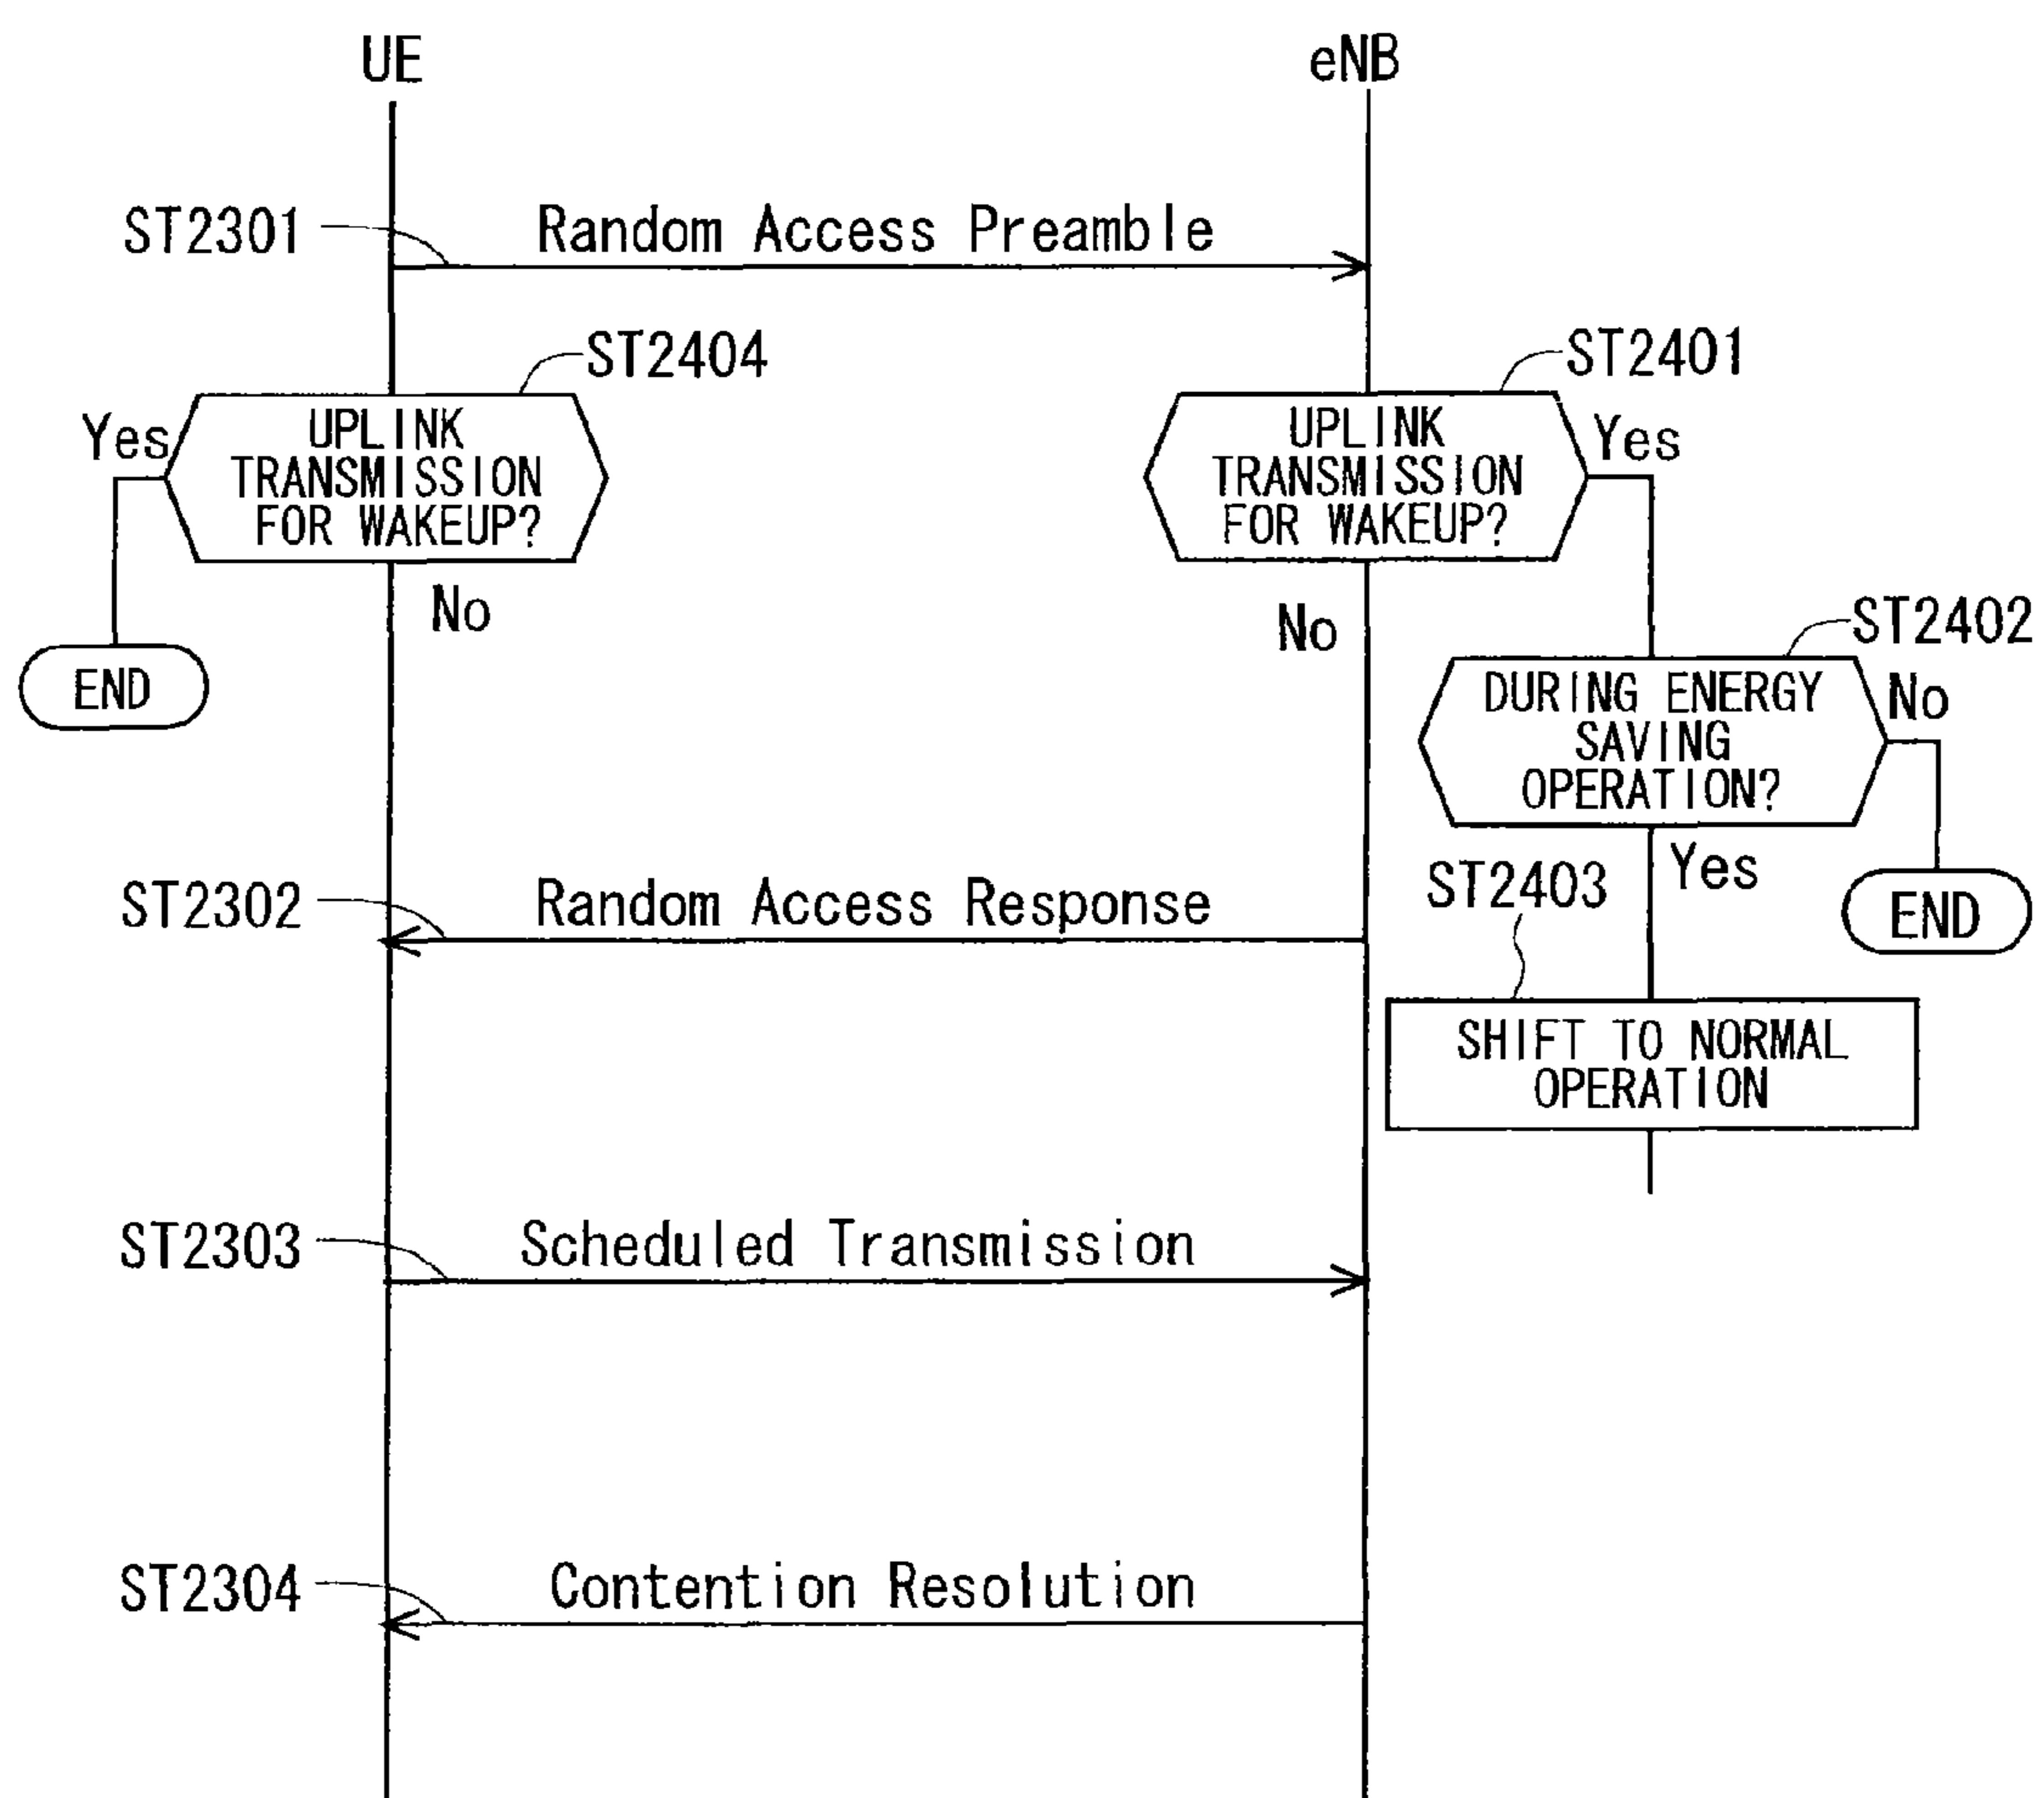 UE
eNB
ST2301
Random Access Preamble
ST2404
ST2401
Yes
UPLINK
TRANSMISSION
FOR WAKEUP?
UPLINK
TRANSMISSION
FOR WAKEUP?
Yes
No
No
END
ST2402
DURING ENERGY
SAVING
OPERATION?
No
Yes
ST2403
END
ST2302
Random Access Response
SHIFT TO NORMAL
OPERATION
ST2303
Scheduled Transmission
ST2304
Contention Resolution